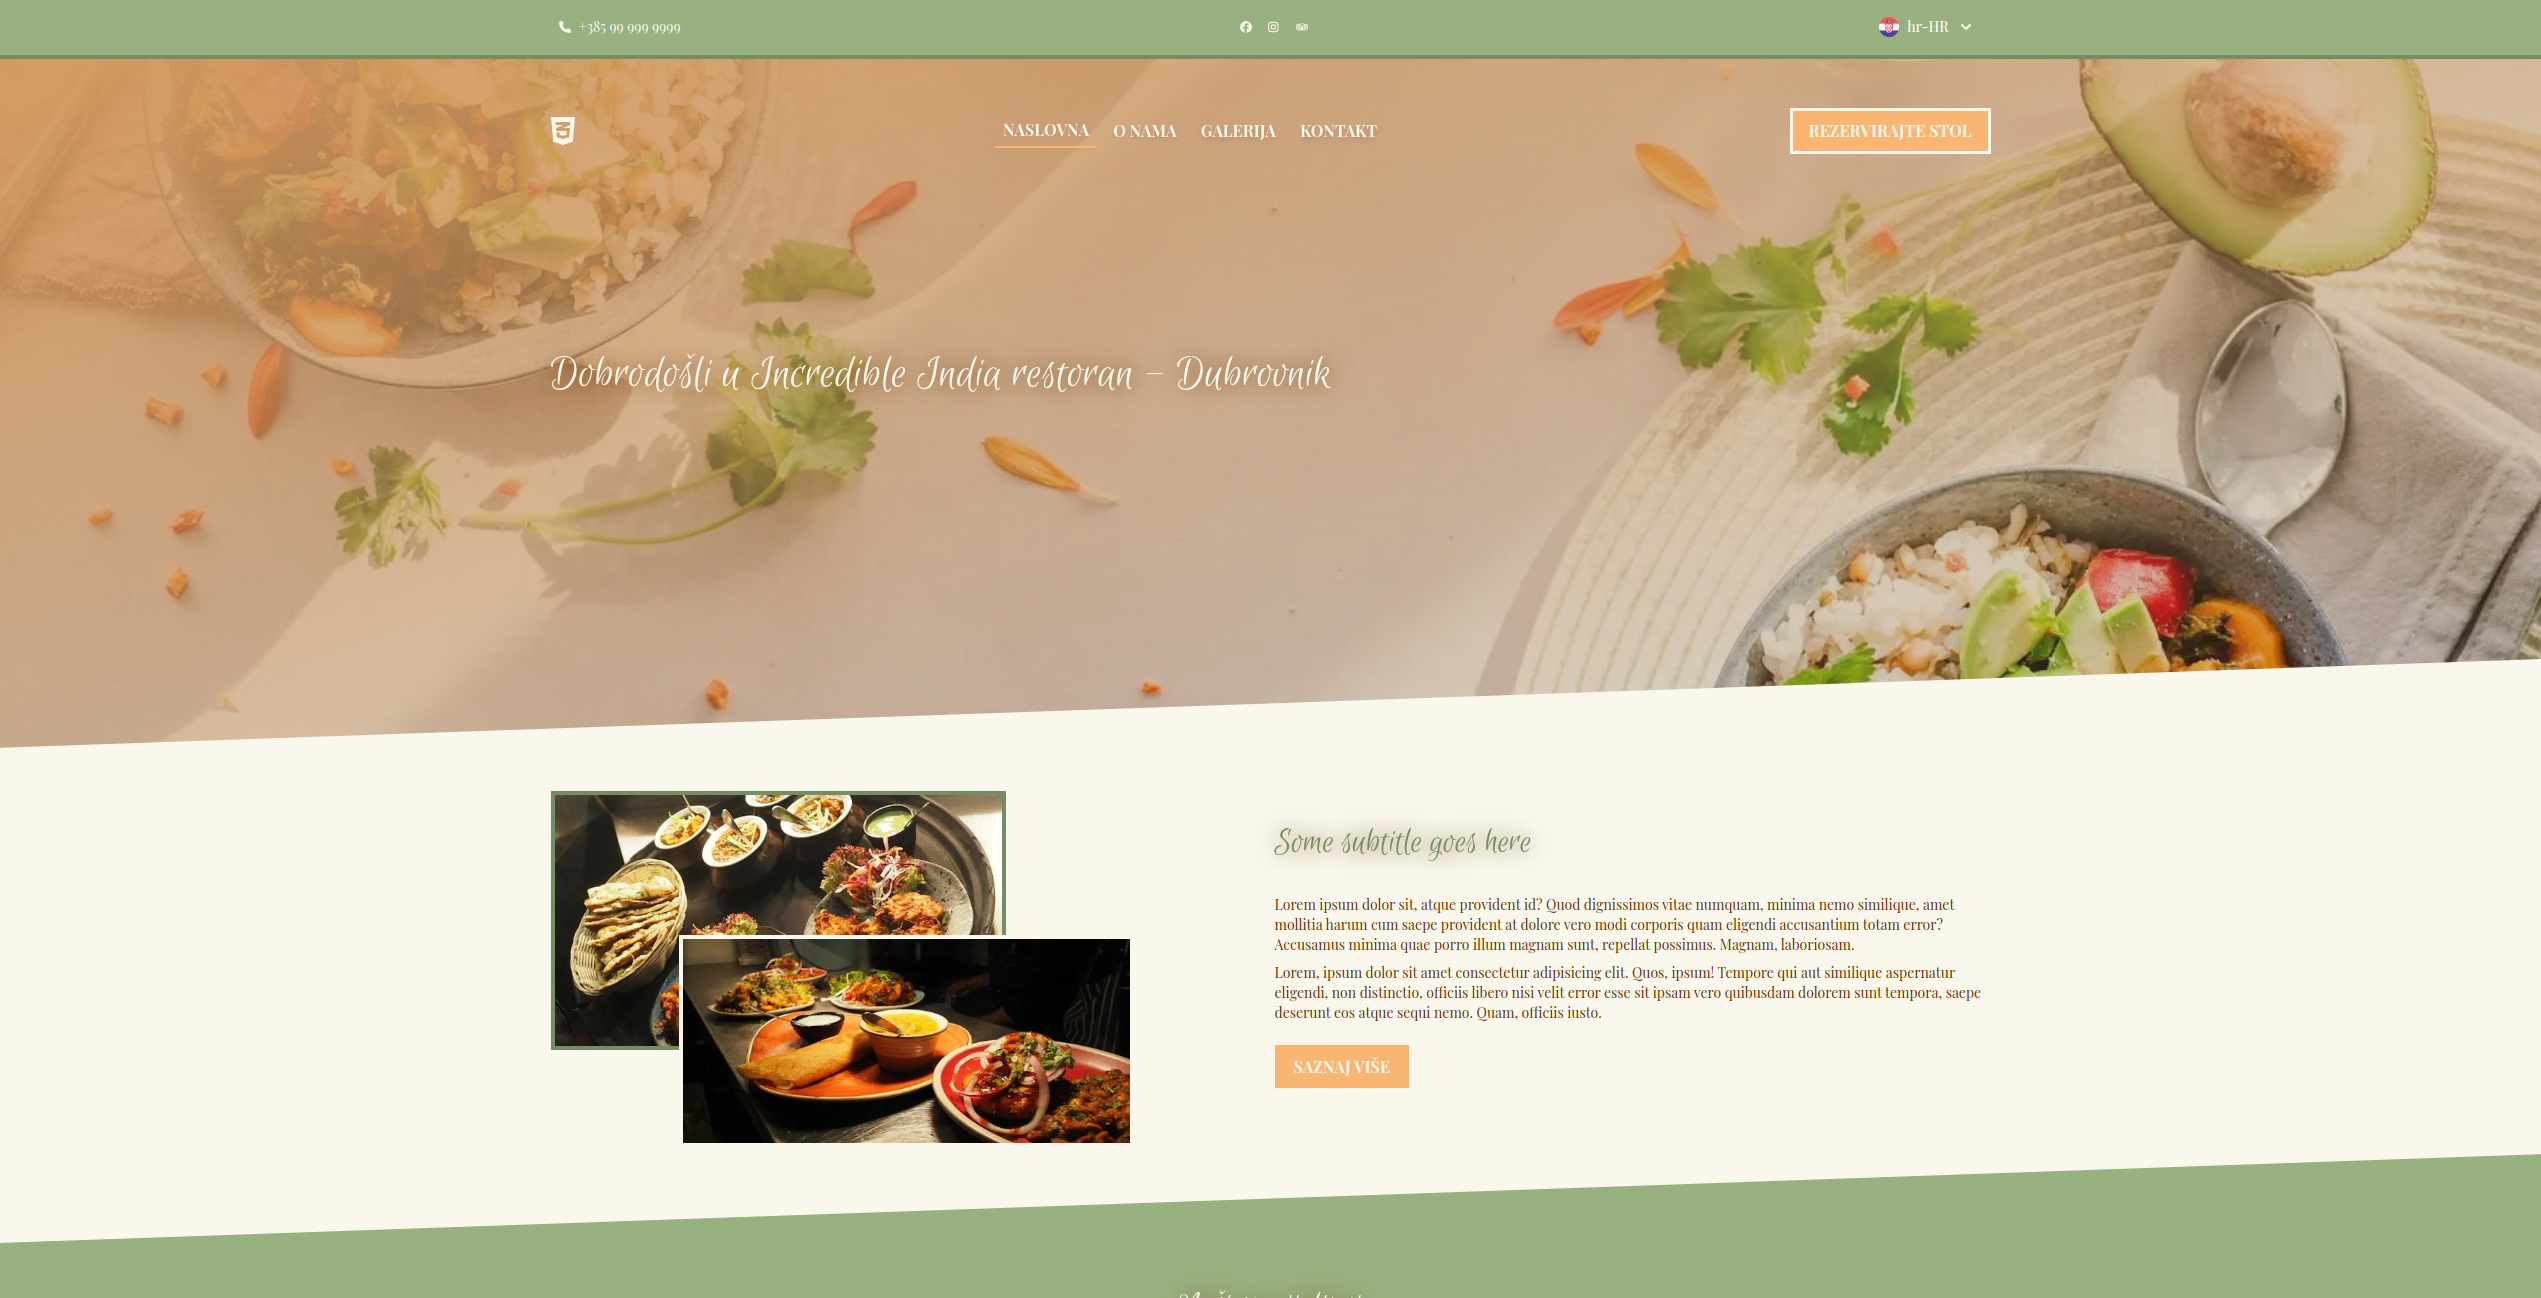 +385 99 999 9999
hr-HR
NASLOVNA
O NAMA
GALERIJA
KONTAKT
REZERVIRAJTE STOL
Dobrodošli u Incredible India restoran – Dubrovnik
Some subtitle goes here
Lorem ipsum dolor sit, atque provident id? Quod dignissimos vitae numquam, minima nemo similique, amet
mollitia harum cum saepe provident at dolore vero modi corporis quam eligendi accusantium totam error?
Accusamus minima quae porro illum magnam sunt, repellat possimus. Magnam, laboriosam.
Lorem, ipsum dolor sit amet consectetur adipisicing elit. Quos, ipsum! Tempore qui aut similique aspernatur
eligendi, non distinctio, officiis libero nisi velit error esse sit ipsam vero quibusdam dolorem sunt tempora, saepe
deserunt eos atque sequi nemo. Quam, officiis iusto.
SAZNAJ VIŠE